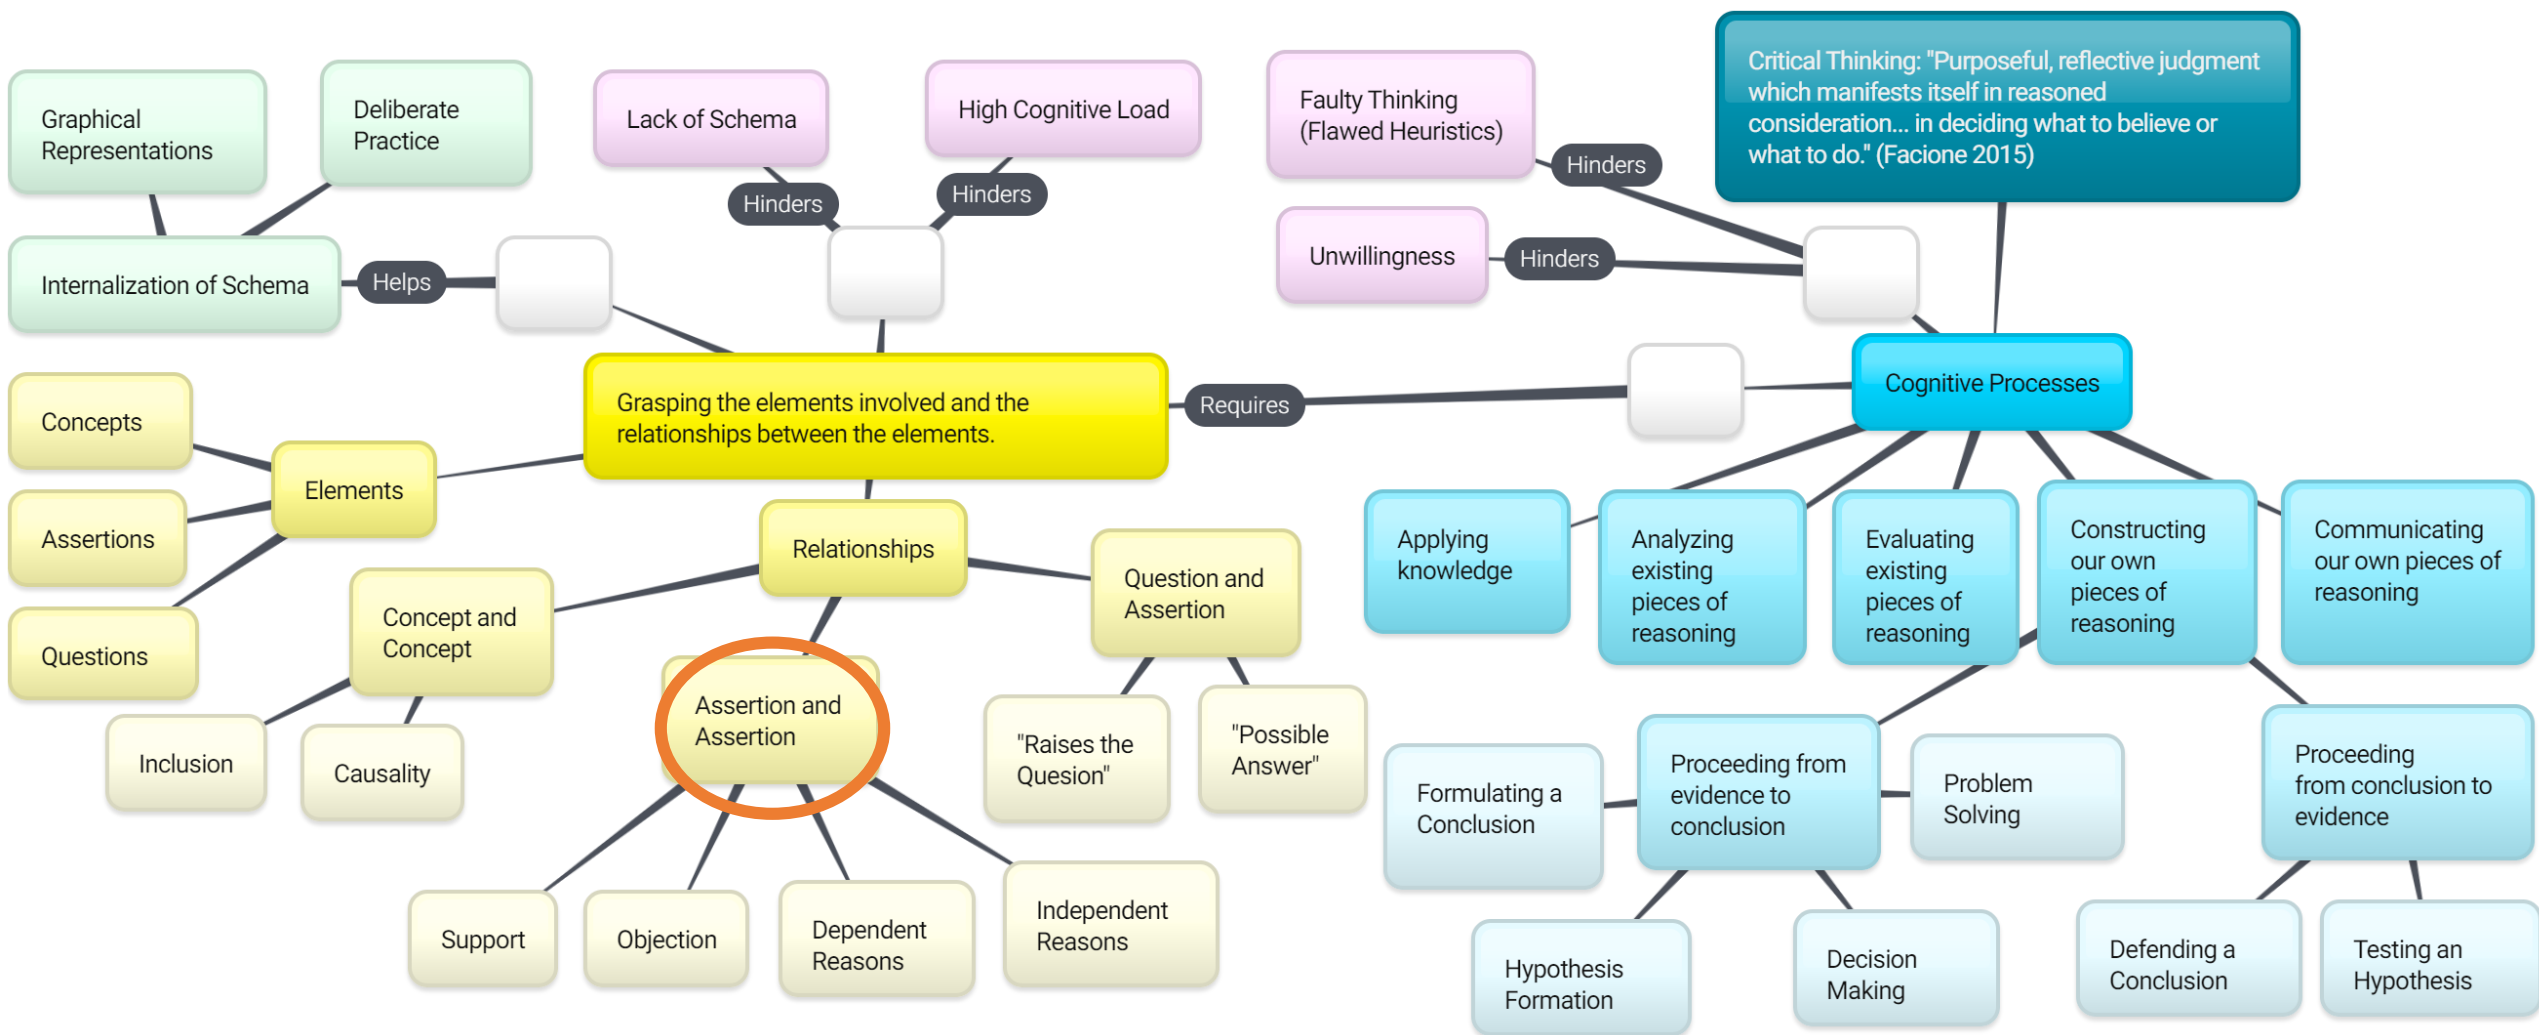 Graphical
Representations
Deliberate
Practice
Lack of Schema
High Cognitive Load
Faulty Thinking
(Flawed Heuristics)
Critical Thinking: "Purposeful, reflective judgment
which manifests itself in reasoned
consideration... in deciding what to believe or
what to do." (Facione 2015)
Hinders
Hinders
Hinders
Internalization of Schema
Helps
Unwillingness
Hinders
Grasping the elements involved and the
relationships between the elements.
Requires
Cognitive Processes
Concepts
Assertions
Questions
Elements
Relationships
Concept and
Concept
Inclusion
Causality
Assertion and
Assertion
Question and
Assertion
"Raises the
Quesion"
"Possible
Answer"
Support
Objection
Dependent
Reasons
Independent
Reasons
Applying
knowledge
Analyzing
existing
pieces of
reasoning
Evaluating
existing
pieces of
reasoning
Constructing
our own
pieces of
reasoning
Communicating
our own pieces of
reasoning
Formulating a
Conclusion
Proceeding from
evidence to
conclusion
Problem
Solving
Proceeding
from conclusion to
evidence
Hypothesis
Formation
Decision
Making
Defending a
Conclusion
Testing an
Hypothesis